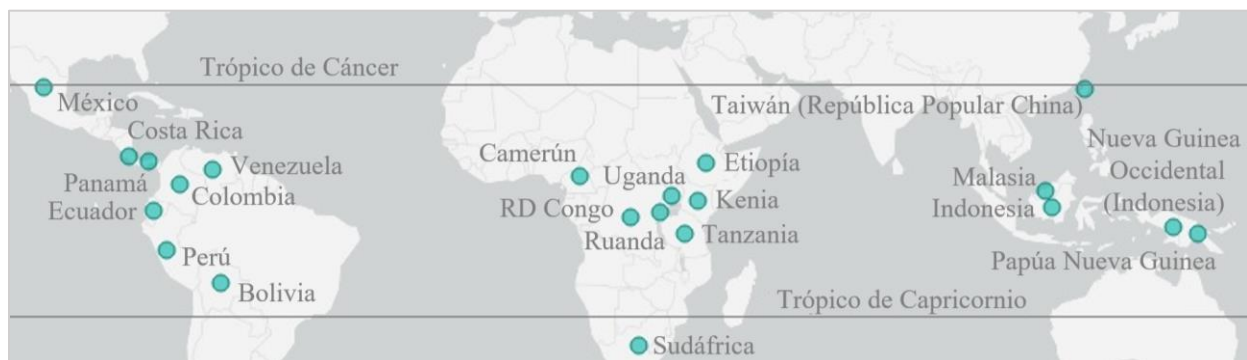 Trópico de Cáncer
México
Taiwán (República Popular China)
Costa Rica
Nueva Guinea
Occidental
(Indonesia)
Camerún
Etiopía
Venezuela
Uganda
Malasia
Panamá
Colombia
Kenia
Ecuador
RD Congo
Indonesia
Ruanda
Tanzania
Perú
Papúa Nueva Guinea
Bolivia
Trópico de Capricornio
Sudáfrica